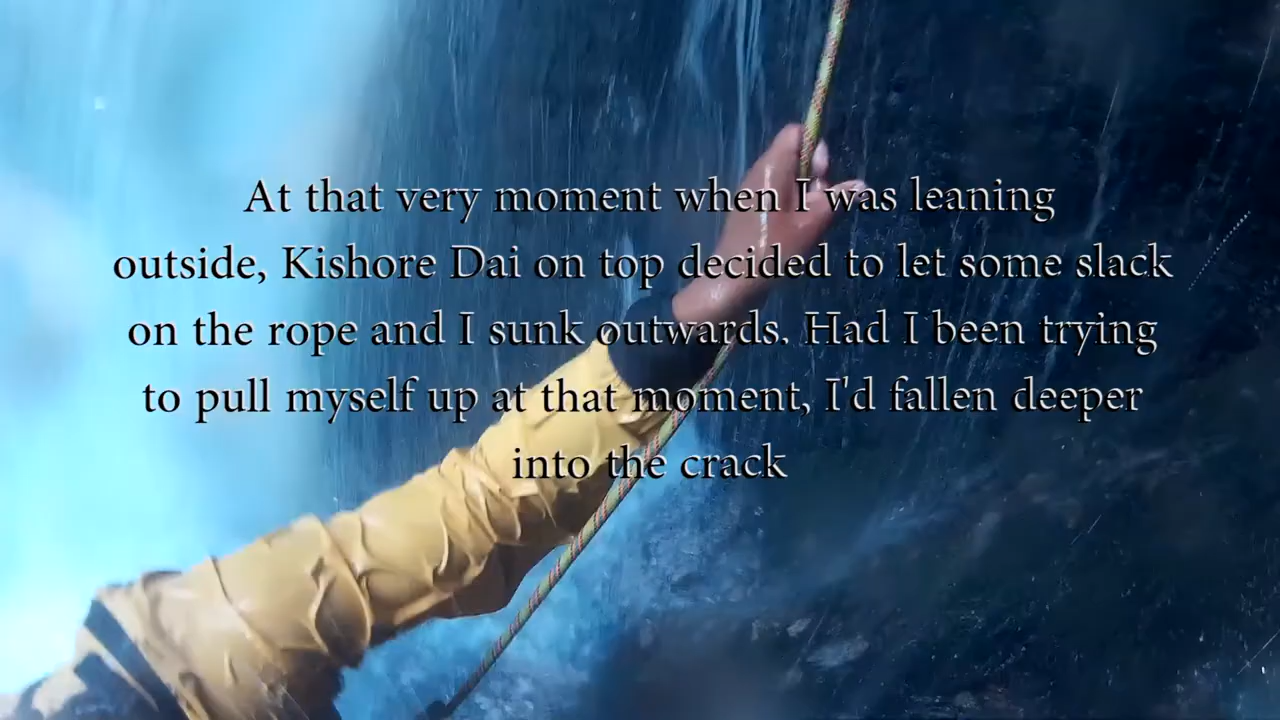 At that very moment when I was leaning
outside, Kishore Dai on top decided to let some slack
on the rope and I sunk outwards. Had I been trying
to pull myself up at that moment, I'd fallen deeper
into the crack